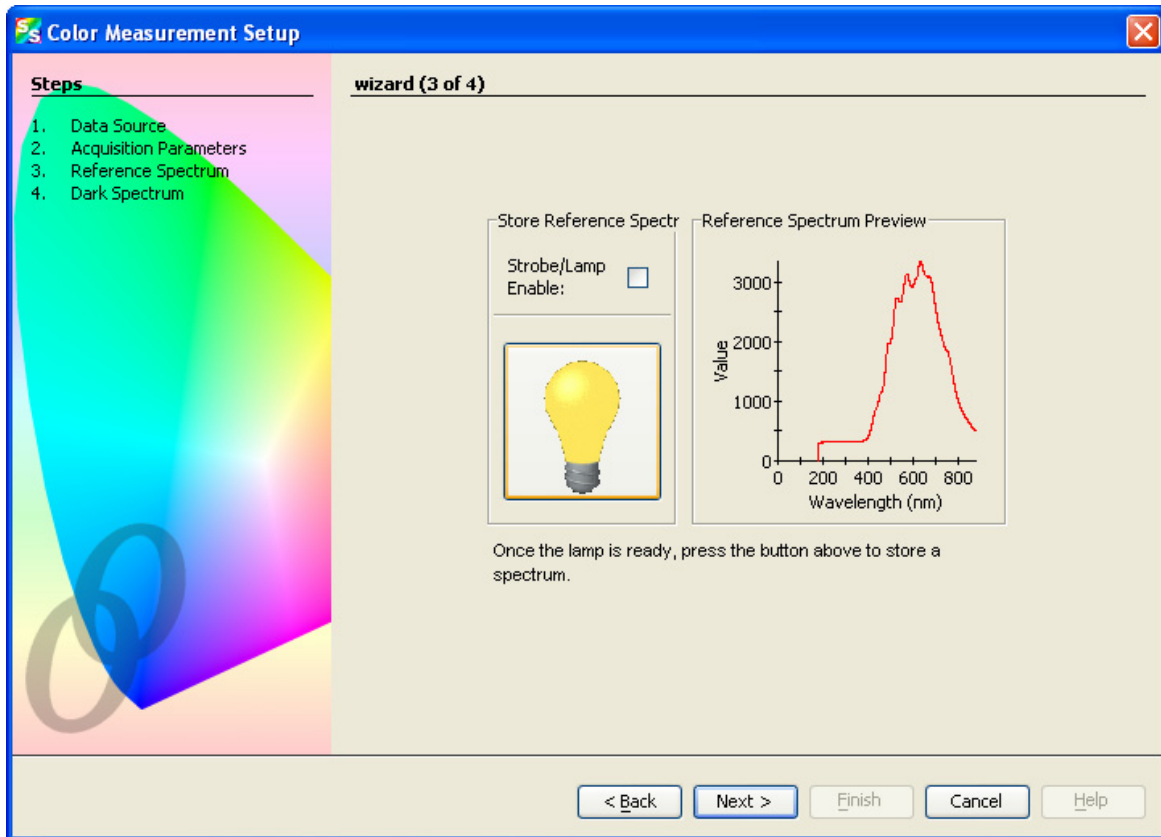 Color Measurement Setup
Steps
1. Data Source
2. Acquisition Parameters
3. Reference Spectrum
4. Dark Spectrum
wizard (3 of 4)
Store Reference Spectr
Strobe/Lamp
Enable:
Reference Spectrum Preview
3000
2000
1000
0
Value
0 200 400 600 800
Wavelength (nm)
Once the lamp is ready, press the button above to store a
spectrum.
< Back
Next >
Finish
Cancel
Help